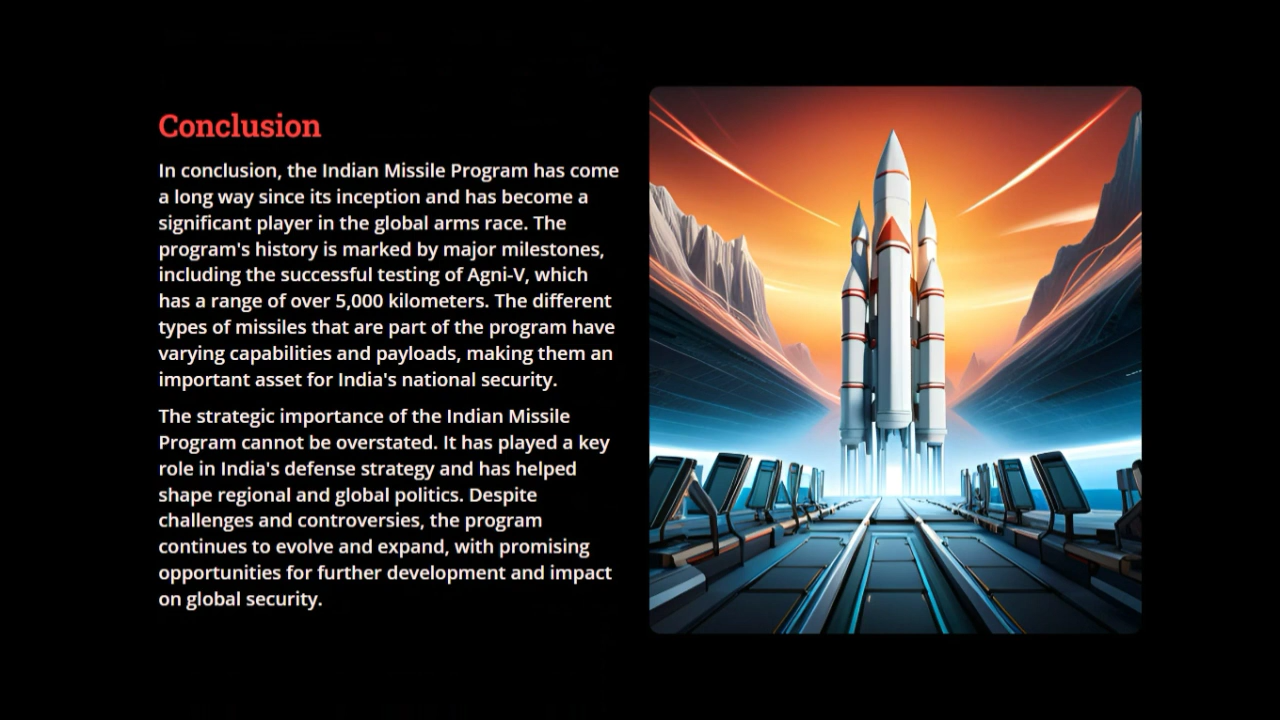 Conclusion
In conclusion, the Indian Missile Program has come
a long way since its inception and has become a
significant player in the global arms race. The
program's history is marked by major milestones,
including the successful testing of Agni-V, which
has a range of over 5,000 kilometers. The different
types of missiles that are part of the program have
varying capabilities and payloads, making them an
important asset for India's national security.
The strategic importance of the Indian Missile
Program cannot be overstated. It has played a key
role in India's defense strategy and has helped
shape regional and global politics. Despite
challenges and controversies, the program
continues to evolve and expand, with promising
opportunities for further development and impact
on global security.